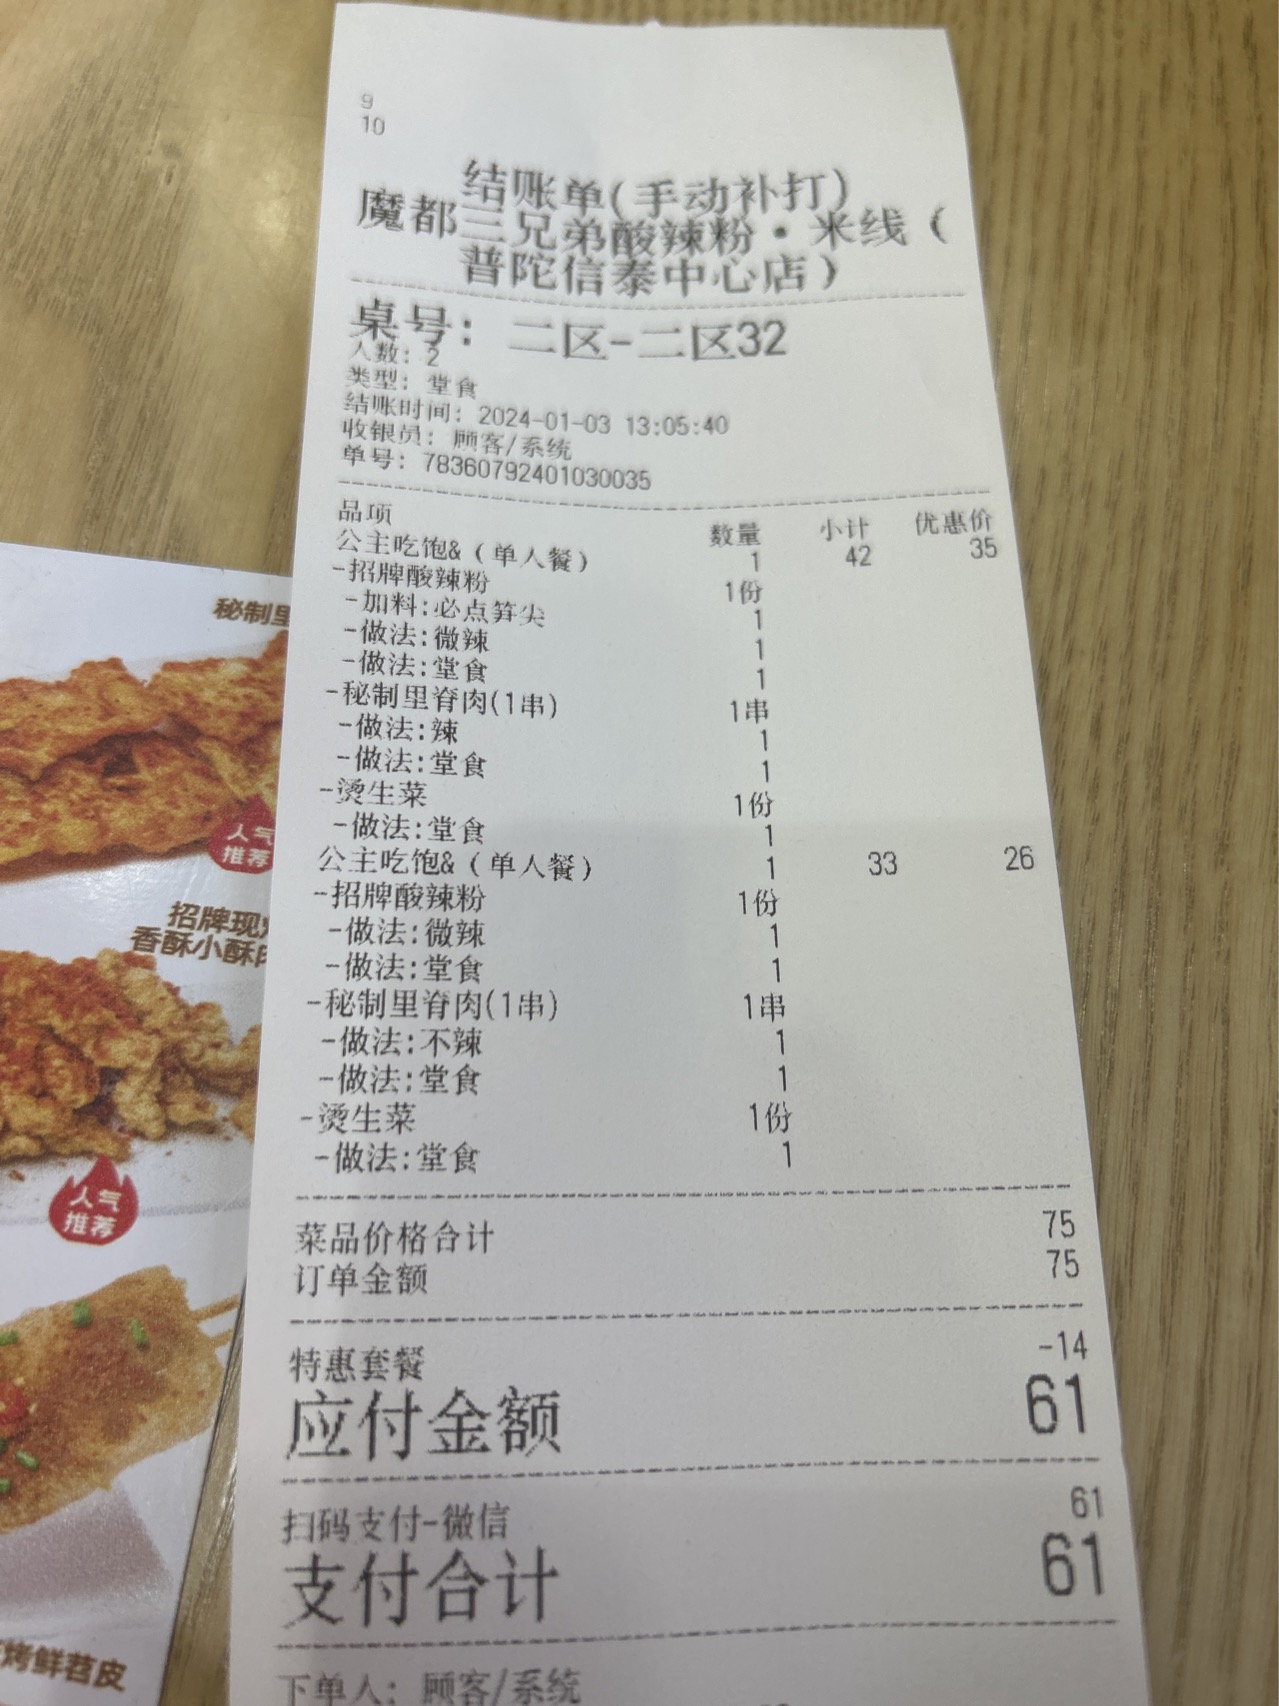 9
10
结账单(手动补打)
魔都三兄弟酸辣粉·米线(
普陀信泰中心店)
桌号: 二区-二区32
人数: 2
类型: 堂食
结账时间: 2024-01-03 13:05:40
收银员: 顾客/系统
单号: 783607922401030035
品项 数量 小计 优惠价
公主吃饱&(单人餐) 1 42 35
-招牌酸辣粉 1份
-加料:必点笋尖 1
-做法:微辣 1
-做法:堂食 1
-秘制里脊肉(1串) 1串
-做法:辣 1
-做法:堂食 1
-烫生菜 1份
-做法:堂食 1
公主吃饱&(单人餐) 1 33 26
-招牌酸辣粉 1份
-做法:微辣 1
-做法:堂食 1
-秘制里脊肉(1串) 1串
-做法:不辣 1
-做法:堂食 1
-烫生菜 1份
-做法:堂食 1
菜品价格合计 75
订单金额 75
特惠套餐 -14
应付金额 61
扫码支付-微信 61
支付合计 61
下单人: 顾客/系统
秘制里
人气
推荐
招牌现
香酥小酥
人气
推荐
烤鲜苕皮